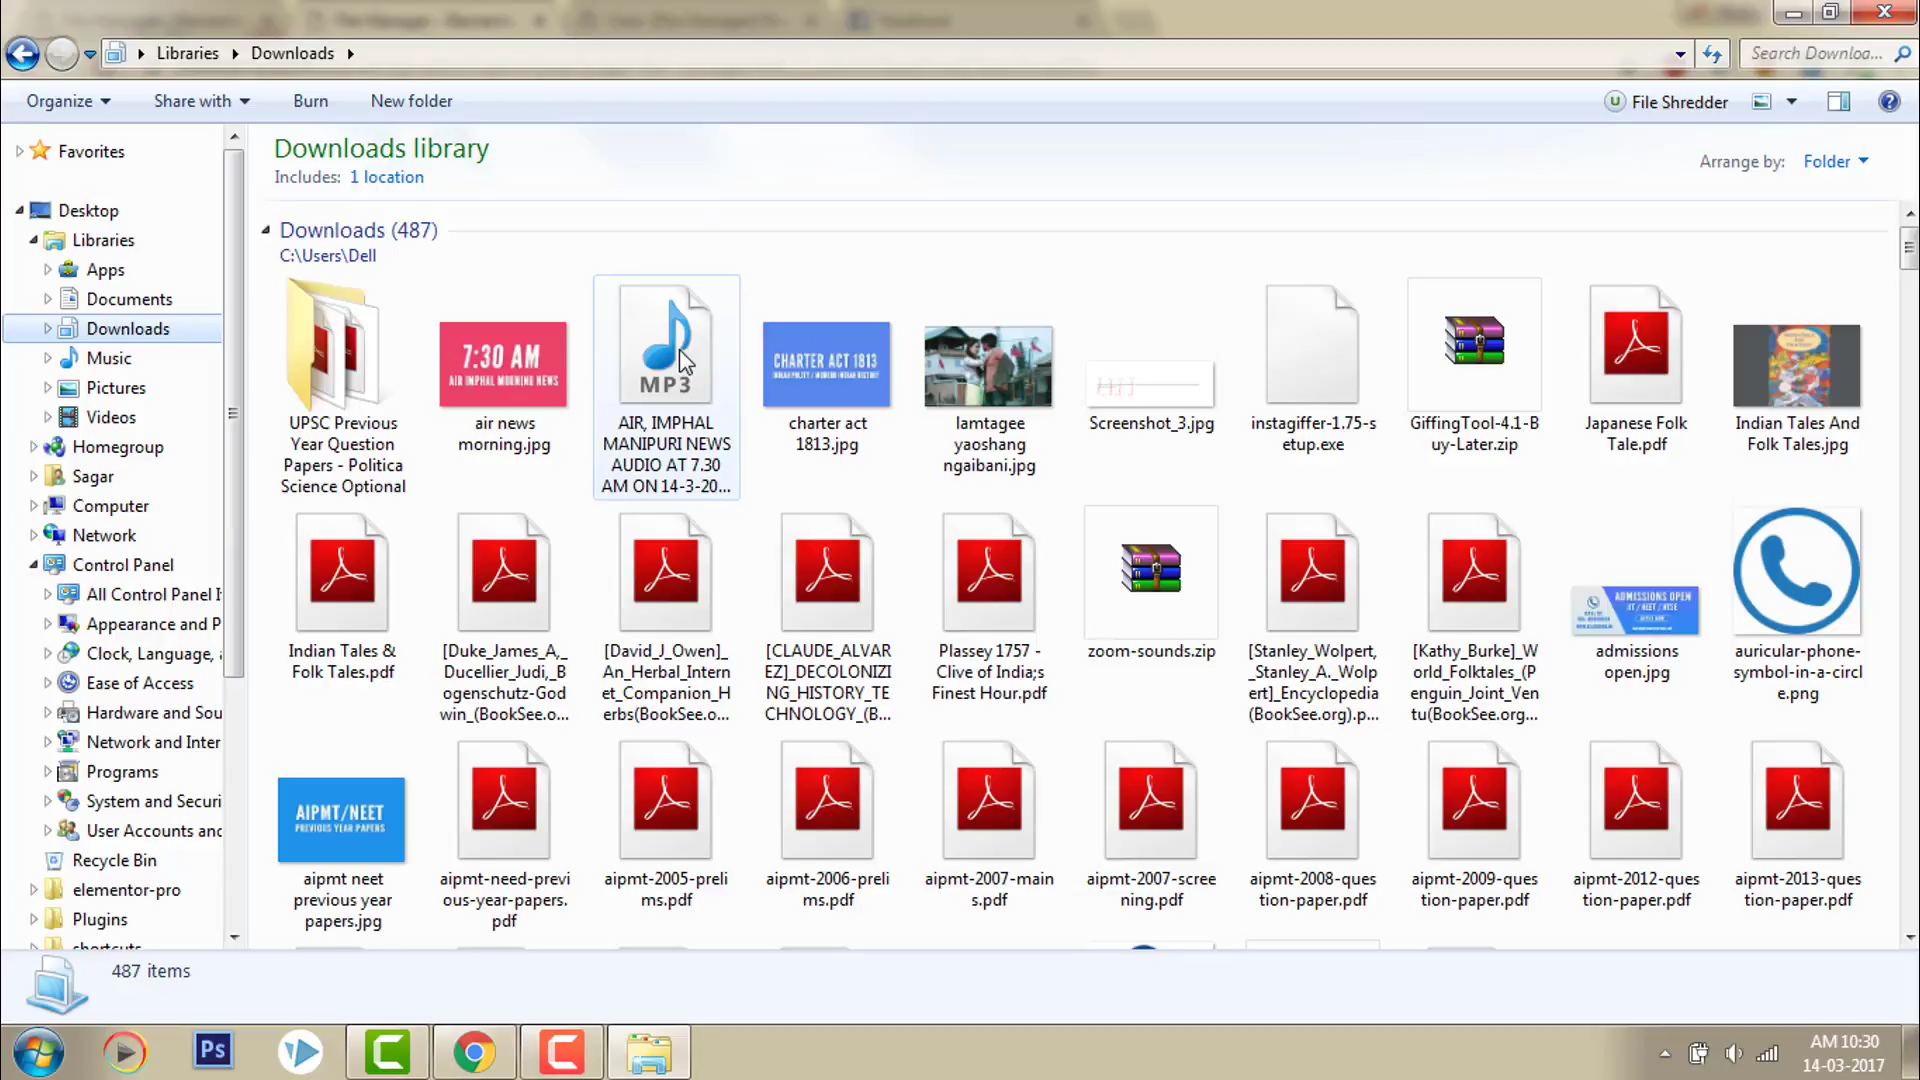 Libraries
Downloads
Search Downloa...
Organize
Share with
Burn
New folder
File Shredder
Favorites
Desktop
Libraries
Apps
Documents
Downloads
Music
Pictures
Videos
Homegroup
Sagar
Computer
Network
Control Panel
All Control Panel I
Appearance and P
Clock, Language, 
Ease of Access
Hardware and Sou
Network and Inter
Programs
System and Securi
User Accounts and
Recycle Bin
elementor-pro
Plugins
shortcuts
Downloads library
Includes: 1 location
Arrange by: Folder
Downloads (487)
C:\Users\Dell
UPSC Previous
Year Question
Papers - Politica
Science Optional
7:30 AM
AIR IMPHAL MORNING NEWS
air news
morning.jpg
MP3
AIR, IMPHAL
MANIPURI NEWS
AUDIO AT 7.30
AM ON 14-3-20...
CHARTER ACT 1813
INDIAN POLITY / MODERN INDIAN HISTORY
charter act
1813.jpg
lamtagee
yaoshang
ngaibani.jpg
Screenshot_3.jpg
instagiffer-1.75-s
etup.exe
GiffingTool-4.1-B
uy-Later.zip
Japanese Folk
Tale.pdf
Indian Tales And
Folk Tales.jpg
Indian Tales &
Folk Tales.pdf
[Duke_James_A,_
Ducellier_Judi,_B
ogenschutz-God
win_(BookSee.o...
[David_J_Owen]_
An_Herbal_Intern
et_Companion_H
erbs(BookSee.o...
[CLAUDE_ALVAR
EZ]_DECOLONIZI
NG_HISTORY_TE
CHNOLOGY_(B...
Plassey 1757 -
Clive of India;s
Finest Hour.pdf
zoom-sounds.zip
[Stanley_Wolpert,
_Stanley_A._Wolp
ert]_Encyclopedia
(BookSee.org).p...
[Kathy_Burke]_W
orld_Folktales_(P
enguin_Joint_Ven
tu(BookSee.org...
ADMISSIONS OPEN
IIT / NEET / NTSE
admissions
open.jpg
auricular-phone-
symbol-in-a-circl
e.png
AIPMT/NEET
PREVIOUS YEAR PAPERS
aipmt neet
previous year
papers.jpg
aipmt-need-previ
ous-year-papers.
pdf
aipmt-2005-preli
ms.pdf
aipmt-2006-preli
ms.pdf
aipmt-2007-main
s.pdf
aipmt-2007-scree
ning.pdf
aipmt-2008-ques
tion-paper.pdf
aipmt-2009-ques
tion-paper.pdf
aipmt-2012-ques
tion-paper.pdf
aipmt-2013-ques
tion-paper.pdf
487 items
Ps
AM 10:30
14-03-2017